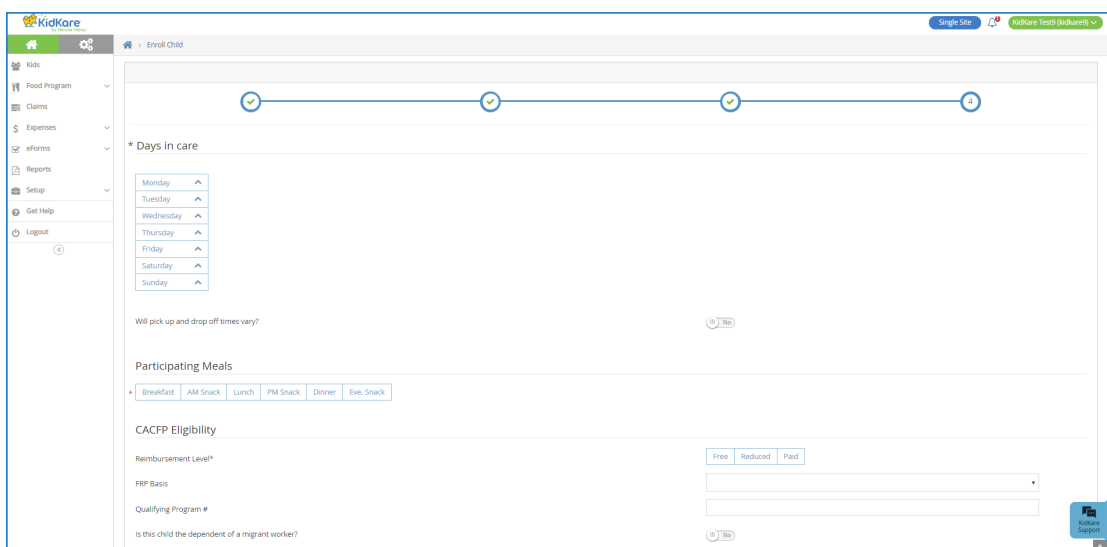 KidKare
by Minute Menu
Single Site
KidKare Test9 (kidkare9)
Enroll Child
Kids
Food Program
Claims
Expenses
eForms
Reports
Setup
Get Help
Logout
4
* Days in care
Monday
Tuesday
Wednesday
Thursday
Friday
Saturday
Sunday
Will pick up and drop off times vary?
No
Participating Meals
* Breakfast AM Snack Lunch PM Snack Dinner Eve. Snack
CACFP Eligibility
Reimbursement Level*
Free Reduced Paid
FRP Basis
Qualifying Program #
Is this child the dependent of a migrant worker?
No
KidKare
Support